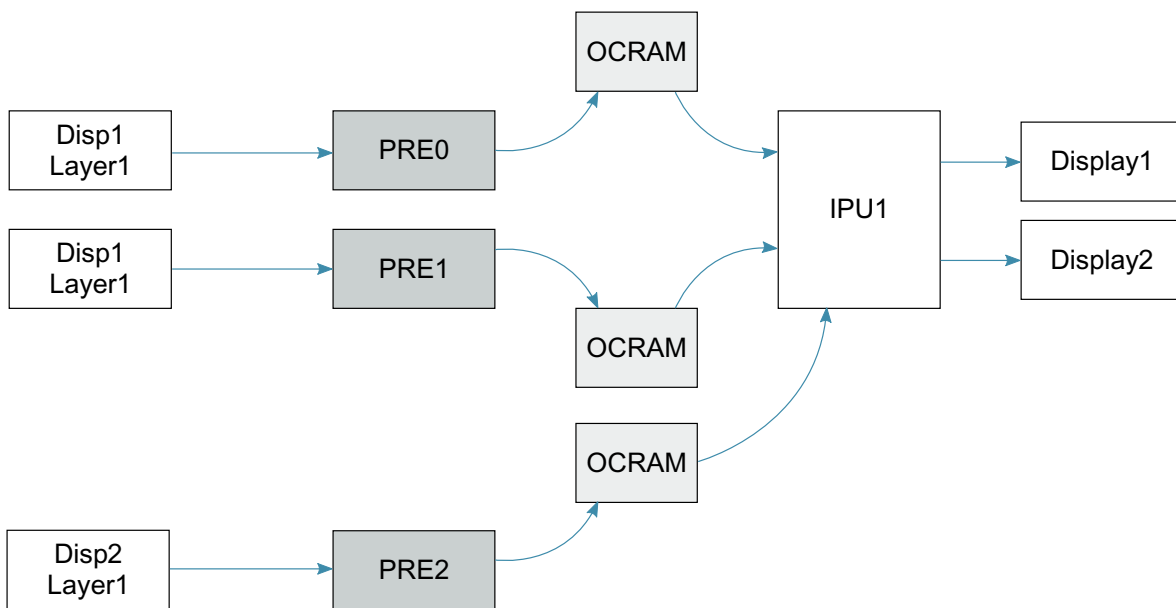 OCRAM
Disp1
Layer1
PRE0
IPU1
Display1
Disp1
Layer1
PRE1
Display2
OCRAM
OCRAM
Disp2
Layer1
PRE2